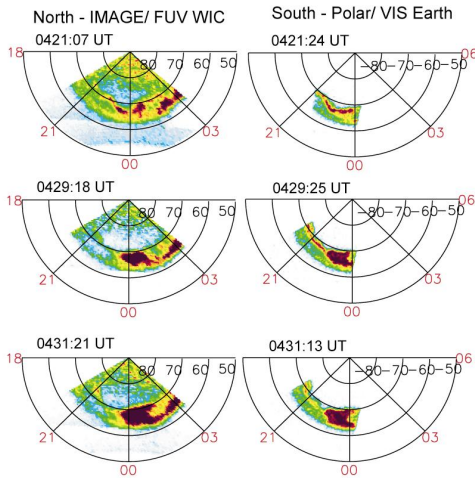 North - IMAGE/ FUV WIC
South - Polar/ VIS Earth
0421:07 UT
0421:24 UT
18
80 70 60 50
-80-70-60-50
06
21
03
21
03
00
00
0429:18 UT
0429:25 UT
80 70 60 50
-80-70-60-50
21
03
21
03
00
00
0431:21 UT
0431:13 UT
18
80 70 60 50
-80-70-60-50
06
21
03
21
03
00
00